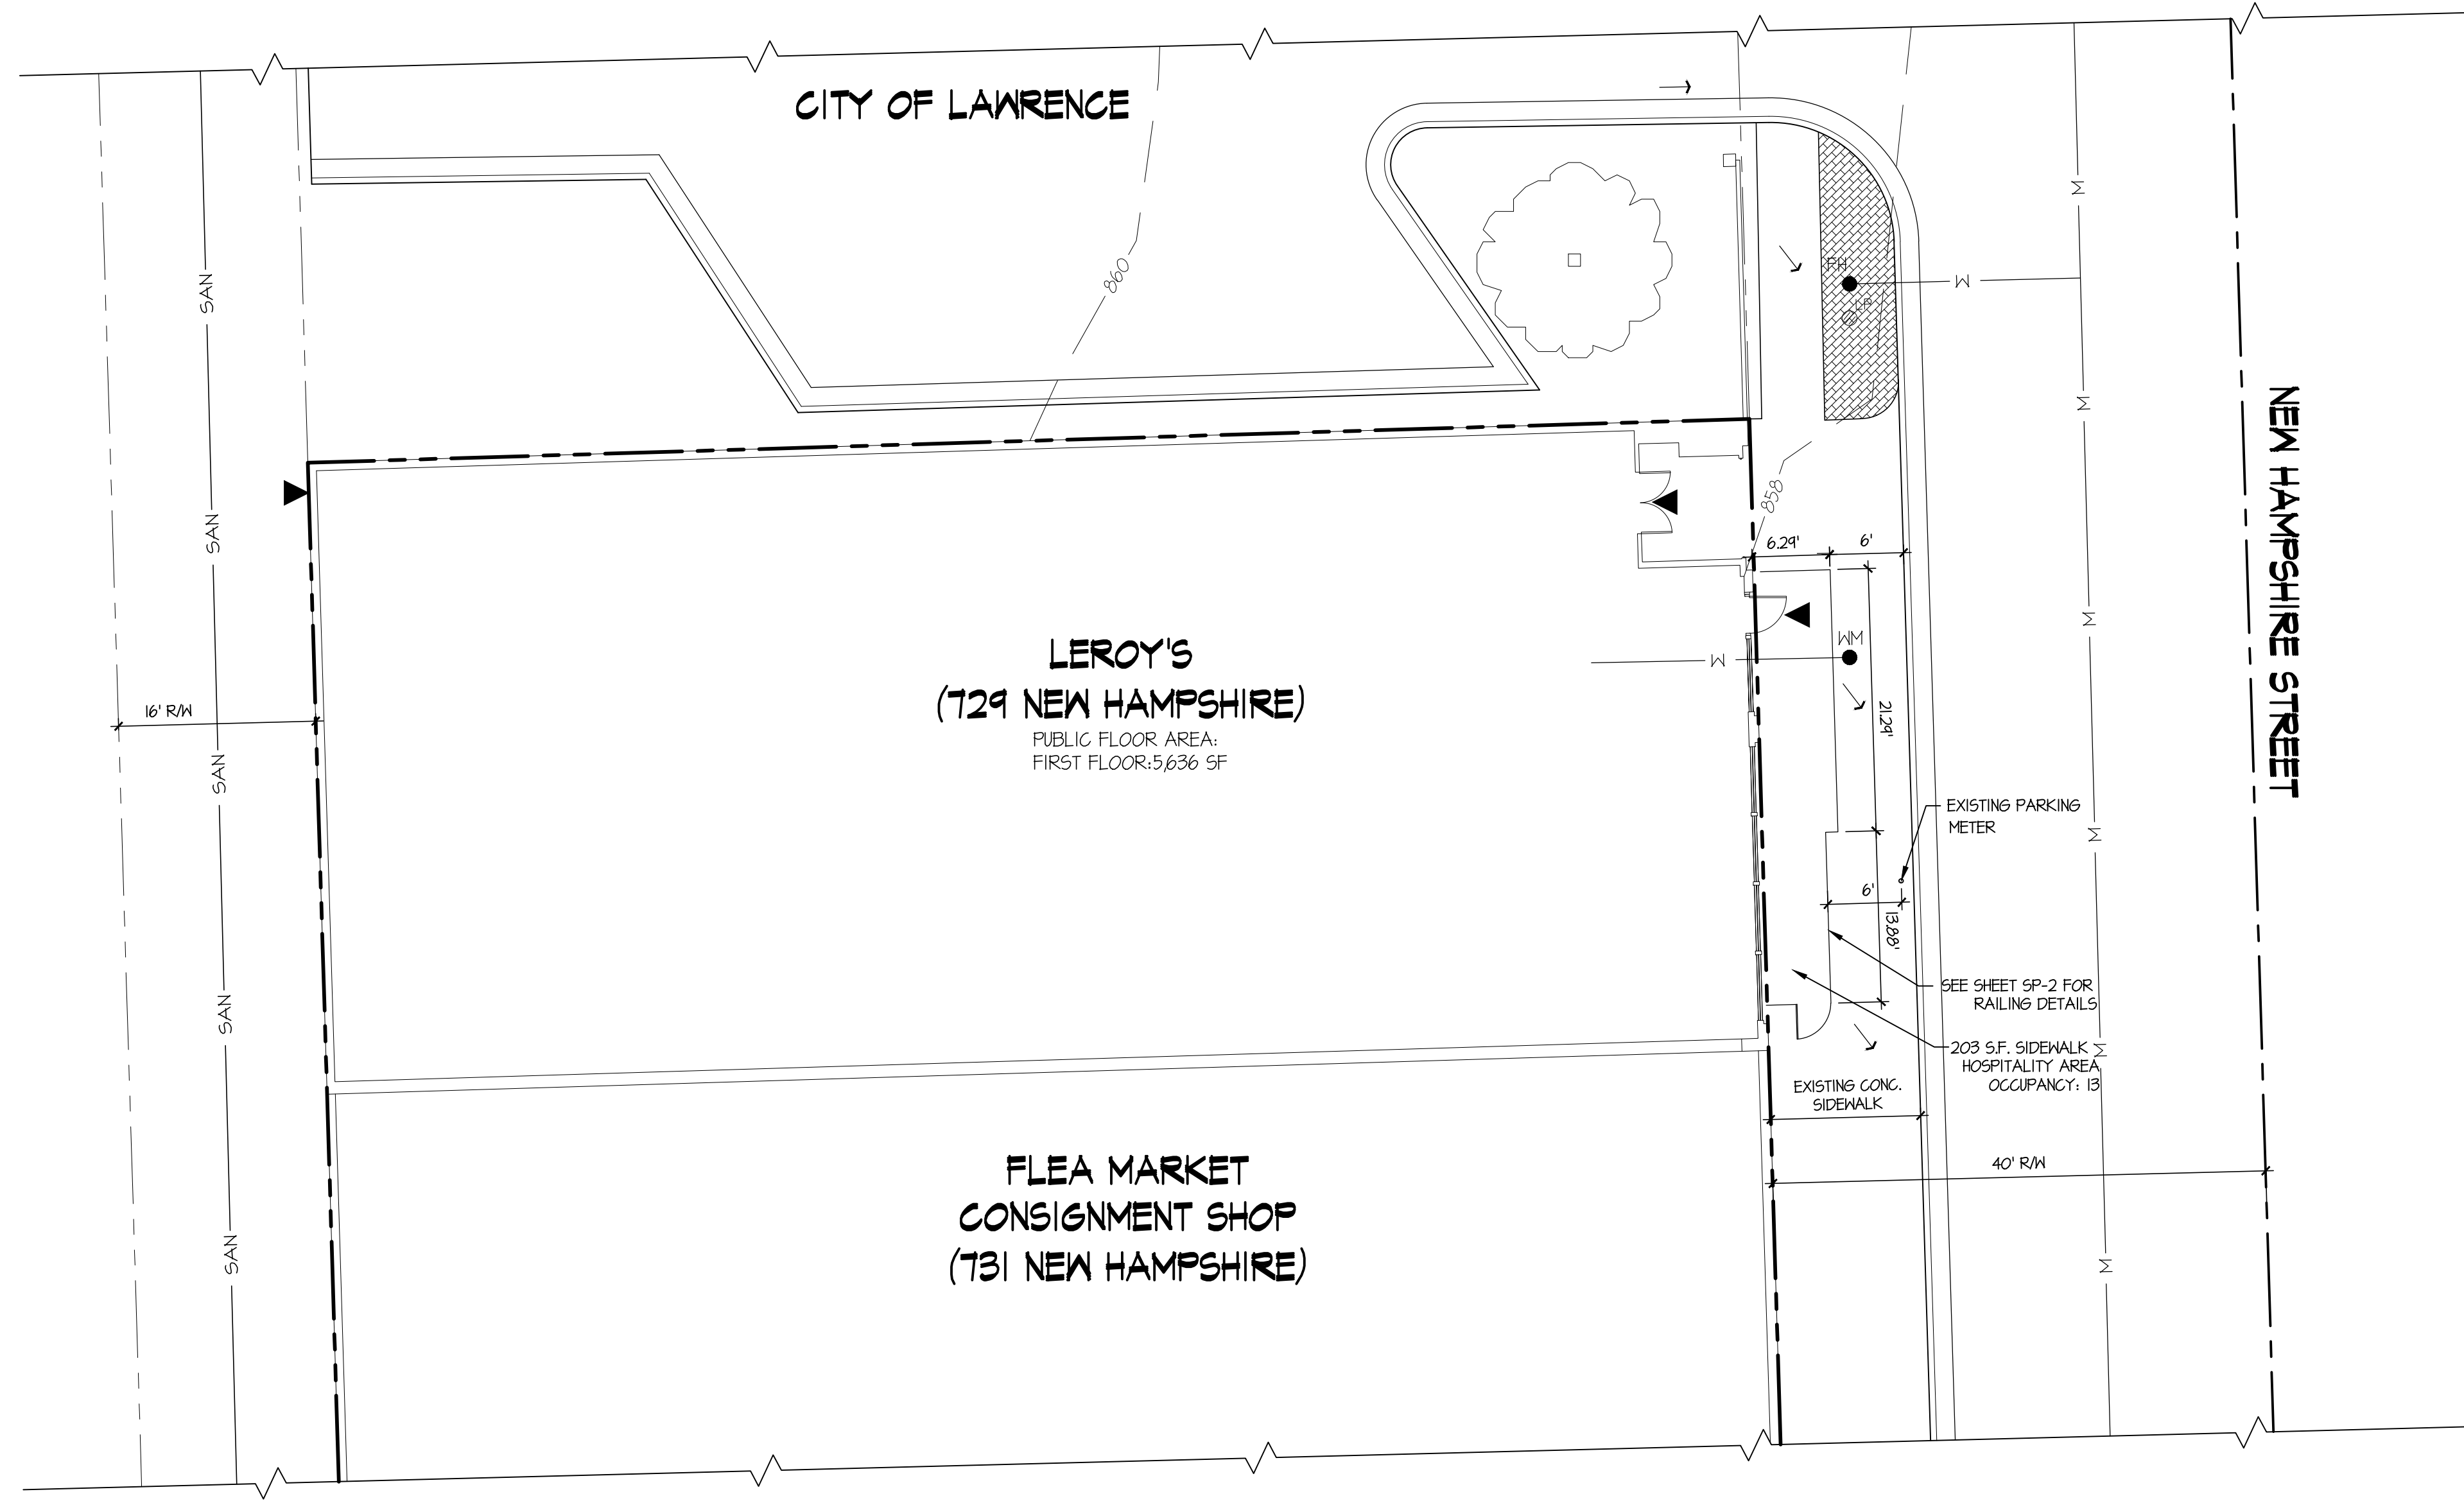 CITY OF LAWRENCE
860
FH
LP
W
M
M
M
M
M
M
NEW HAMPSHIRE STREET
SAN
SAN
SAN
SAN
SAN
858
6.29'
6'
WM
W
21.29'
LEROY'S
(729 NEW HAMPSHIRE)
PUBLIC FLOOR AREA:
FIRST FLOOR:5,636 SF
16' R/W
EXISTING PARKING
METER
6'
13.88'
SEE SHEET SP-2 FOR
RAILING DETAILS
203 S.F. SIDEWALK
HOSPITALITY AREA
OCCUPANCY: 13
EXISTING CONC.
SIDEWALK
40' R/W
FLEA MARKET
CONSIGNMENT SHOP
(731 NEW HAMPSHIRE)